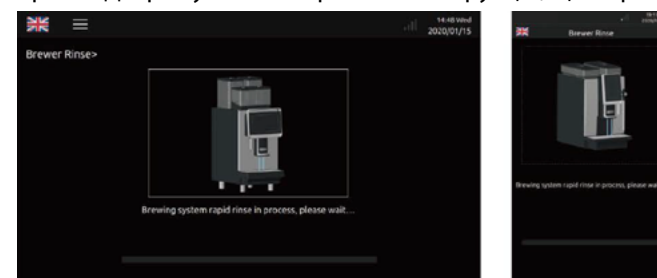 14:48 Wed
2020/01/15
Brewer Rinse>
Brewing system rapid rinse in process, please wait....
Brewer Rinse
Brewing system rapid rinse in process, please